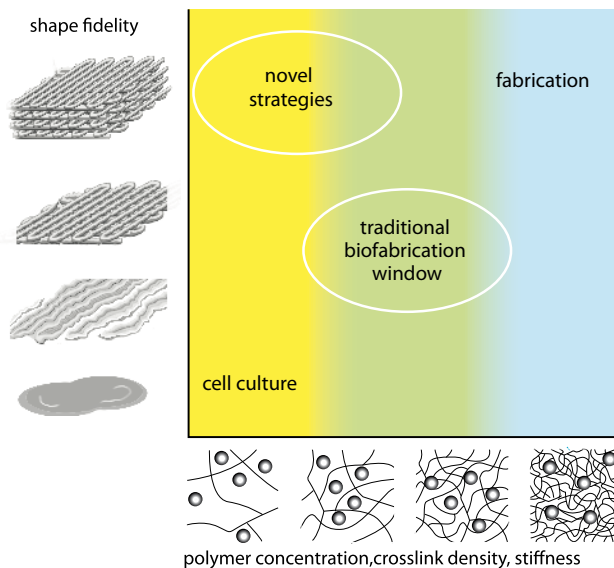 shape fidelity
novel
strategies
fabrication
traditional
biofabrication
window
cell culture
polymer concentration,crosslink density, stiffness